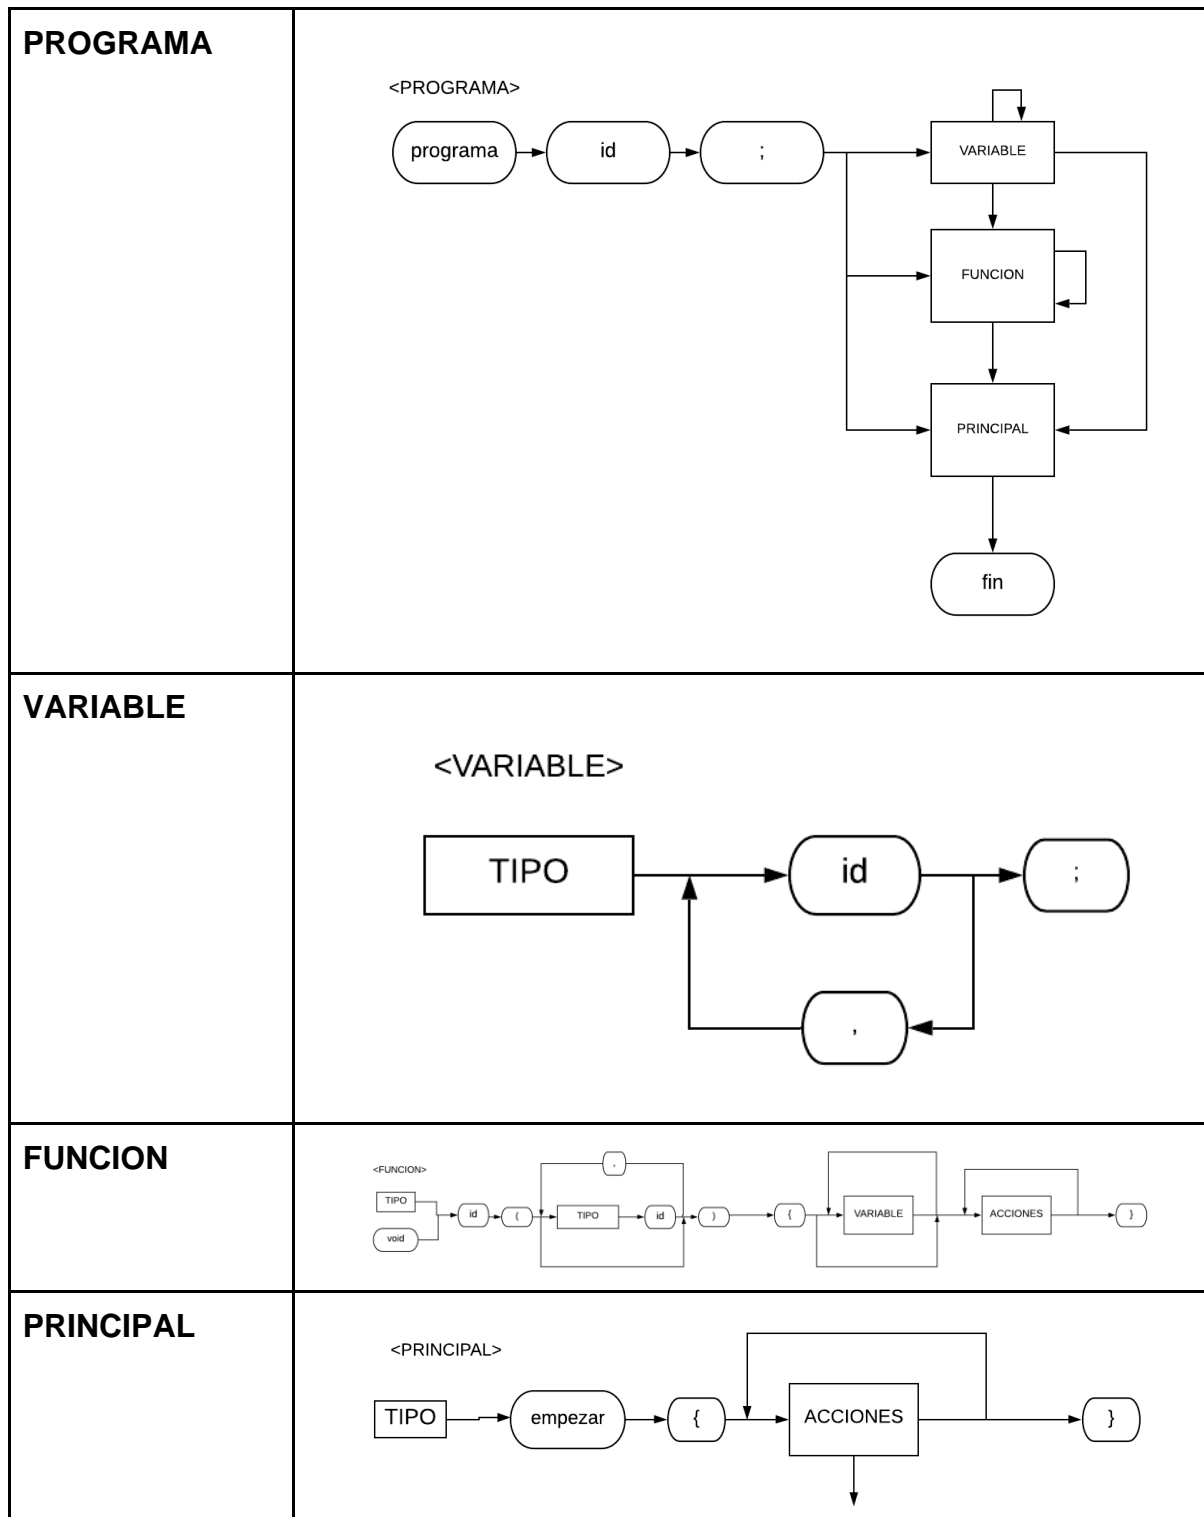 PROGRAMA
<PROGRAMA>
programa id ; VARIABLE
FUNCION
PRINCIPAL
fin
VARIABLE
<VARIABLE>
TIPO id ;
,
FUNCION
<FUNCION>
,
TIPO
void
id ( TIPO id ) { VARIABLE ACCIONES }
PRINCIPAL
<PRINCIPAL>
TIPO empezar { ACCIONES }